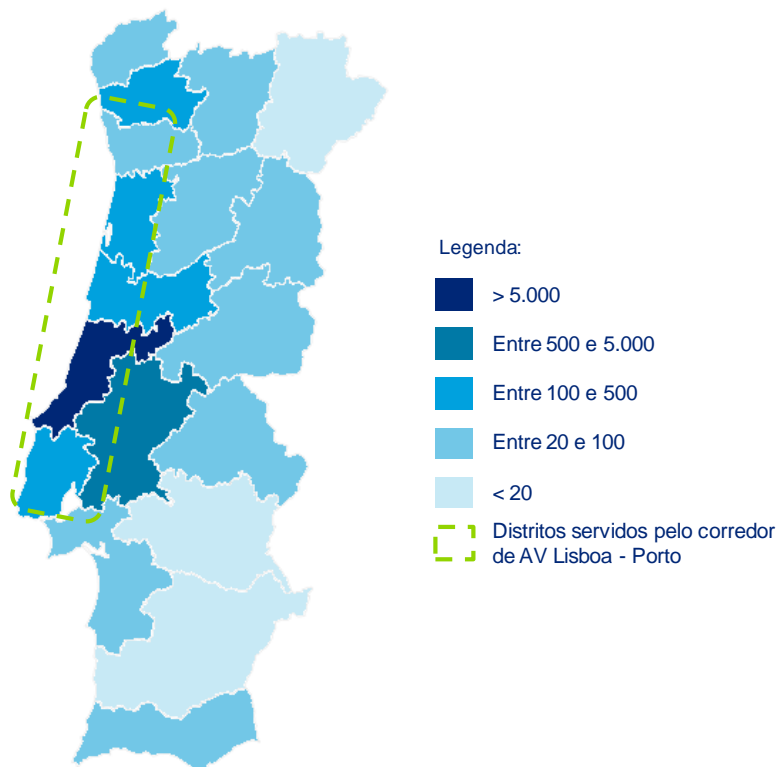 Legenda:
> 5.000
Entre 500 e 5.000
Entre 100 e 500
Entre 20 e 100
< 20
Distritos servidos pelo corredor
de AV Lisboa - Porto